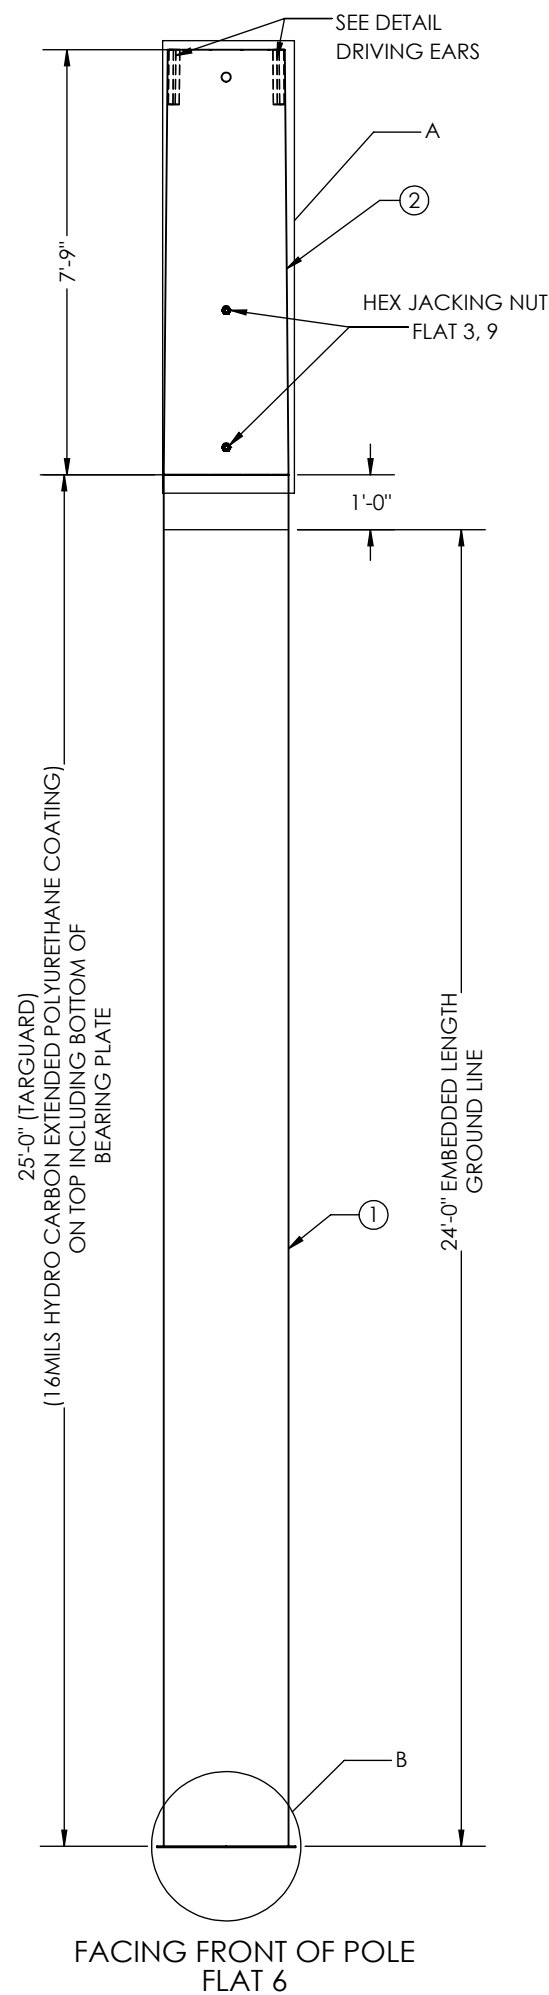 SEE DETAIL
DRIVING EARS
A
2
7'-9"
HEX JACKING NUT
FLAT 3, 9
1'-0"
25'-0" (TARGUARD)
(16MILS HYDRO CARBON EXTENDED POLYURETHANE COATING)
ON TOP INCLUDING BOTTOM OF
BEARING PLATE
24'-0" EMBEDDED LENGTH
GROUND LINE
1
B
FACING FRONT OF POLE
FLAT 6